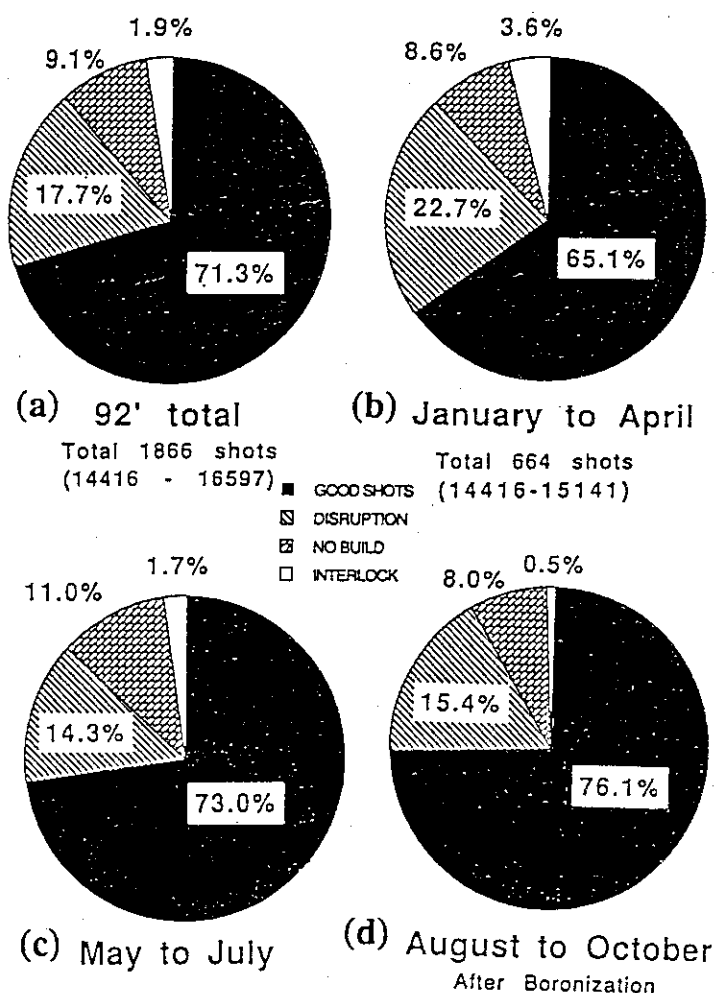 1.9%
9.1%
17.7%
71.3%
(a) 92' total
Total 1866 shots
(14416 - 16597)
3.6%
8.6%
22.7%
65.1%
(b) January to April
Total 664 shots
(14416-15141)
GOOD SHOTS
DISRUPTION
NO BUILD
INTERLOCK
1.7%
11.0%
14.3%
73.0%
(c) May to July
0.5%
8.0%
15.4%
76.1%
(d) August to October
After Boronization